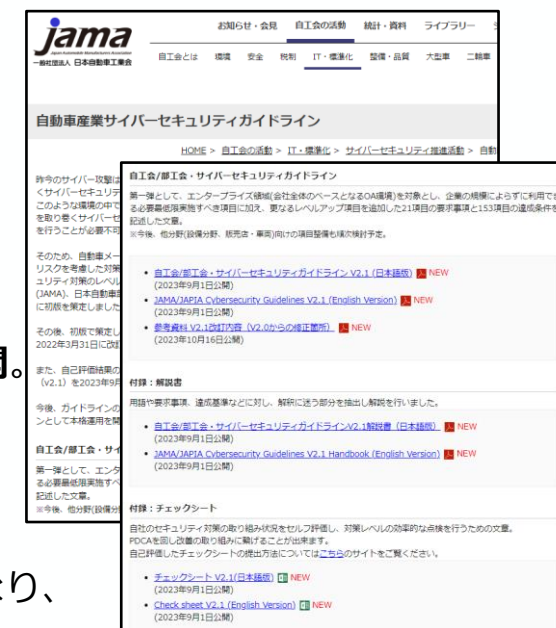 jama
Japan Automobile Manufacturers Association
一般社団法人 日本自動車工業会
お知らせ・会見 自工会の活動 統計・資料 ライブラリー
自工会とは 環境 安全 税制 IT・標準化 整備・品質 大型車 二輪車
自動車産業サイバーセキュリティガイドライン
HOME > 自工会の活動 > IT・標準化 > サイバーセキュリティ推進活動 > 自動
昨今のサイバー攻撃は
くサイバーセキュリテ
このような環境の中で
を取り巻くサイバーセ
を行うことが必要不可
そのため、自動車メー
リスクを考慮した対策
ュリティ対策のレベル
(JAMA)、日本自動車部
に初版を策定しました
その後、初版で策定し
2022年3月31日に改訂
また、自己評価結果の
（v2.1）を2023年9月
今後、ガイドラインの
ンとして本格運用を開
自工会/部工会・サイ
第一弾として、エンタ
る必要最低限実施すべ
記述した文章。
※今後、他分野(設備分
自工会/部工会・サイバーセキュリティガイドライン
第一弾として、エンタープライズ領域(会社全体のベースとなるOA環境)を対象とし、企業の規模によらずに利用でき
る必要最低限実施すべき項目に加え、更なるレベルアップ項目を追加した21項目の要求事項と153項目の達成条件を
記述した文章。
※今後、他分野(設備分野、販売店・車両)向けの項目整備も順次検討予定。
・自工会/部工会・サイバーセキュリティガイドライン V2.1 (日本語版) NEW
(2023年9月1日公開)
・JAMA/JAPIA Cybersecurity Guidelines V2.1 (English Version) NEW
(2023年9月1日公開)
・参考資料 V2.1改訂内容（V2.0からの修正箇所） NEW
(2023年10月16日公開)
付録：解説書
用語や要求事項、達成基準などに対し、解釈に迷う部分を抽出し解説を行いました。
・自工会/部工会・サイバーセキュリティガイドラインV2.1解説書（日本語版） NEW
(2023年9月1日公開)
・JAMA/JAPIA Cybersecurity Guidelines V2.1 Handbook (English Version) NEW
(2023年9月1日公開)
付録：チェックシート
自社のセキュリティ対策の取り組み状況をセルフ評価し、対策レベルの効率的な点検を行うための文章。
PDCAを回し改善の取り組みに繋げることが出来ます。
自己評価したチェックシートの提出方法についてはこちらのサイトをご覧ください。
・チェックシート V2.1(日本語版) NEW
(2023年9月1日公開)
・Check sheet V2.1 (English Version) NEW
(2023年9月1日公開)
。
り、